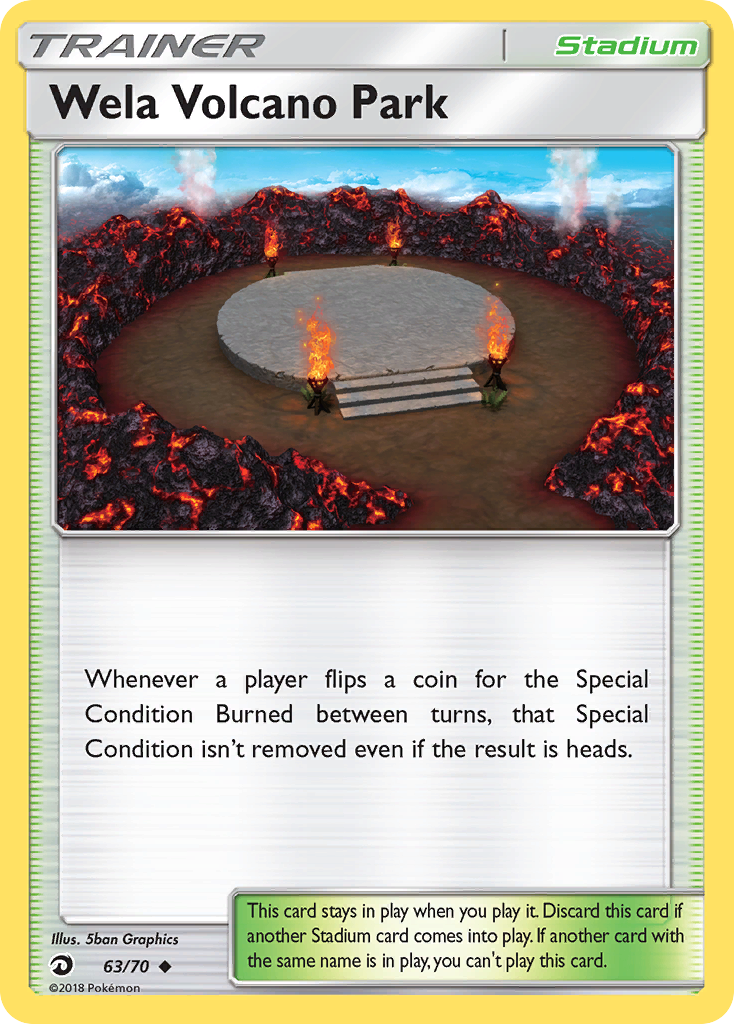 TRAINER
Stadium
Wela Volcano Park
Whenever a player flips a coin for the Special
Condition Burned between turns, that Special
Condition isn't removed even if the result is heads.
This card stays in play when you play it. Discard this card if
another Stadium card comes into play. If another card with
the same name is in play, you can't play this card.
Illus. 5ban Graphics
63/70
©2018 Pokémon